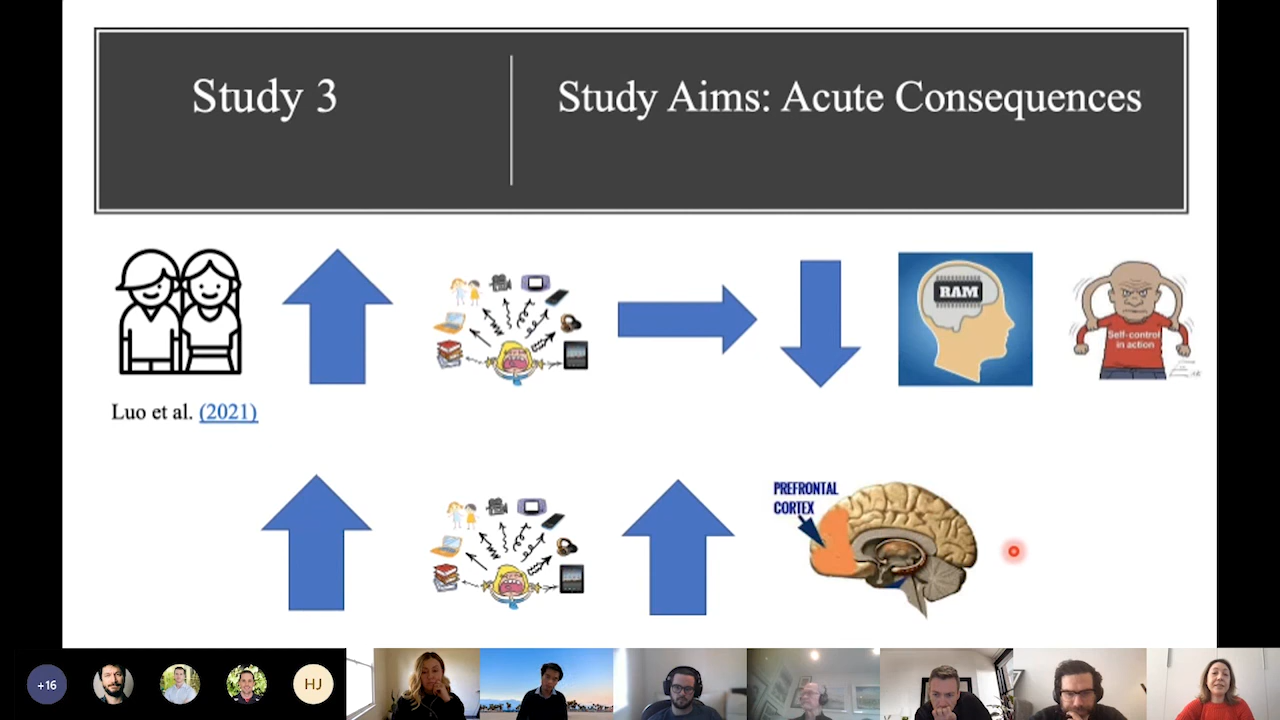 Study 3
Study Aims: Acute Consequences
RAM
Self-control
in action
Luo et al. (2021)
PREFRONTAL
CORTEX
+16
HJ